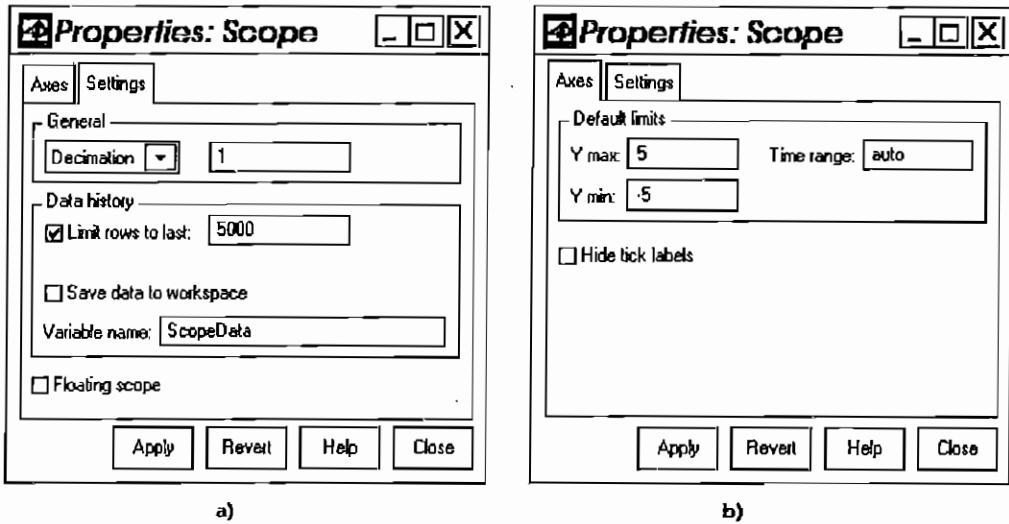 Properties: Scope
Axes Settings
General
Decimation 1
Data history
Limit rows to last: 5000
Save data to workspace
Variable name: ScopeData
Floating scope
Apply Revert Help Close
a)
Properties: Scope
Axes Settings
Default limits
Y max: 5 Time range: auto
Y min: -5
Hide tick labels
Apply Revert Help Close
b)